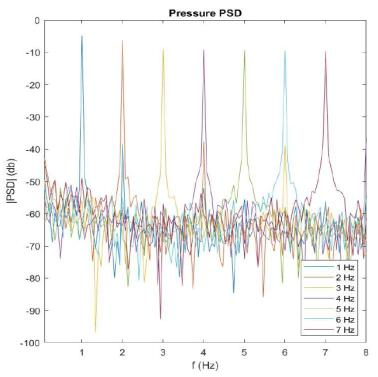 Pressure PSD
|PSD| (db)
0
-10
-20
-30
-40
-50
-60
-70
-80
-90
-100
1 2 3 4 5 6 7 8
f (Hz)
1 Hz
2 Hz
3 Hz
4 Hz
5 Hz
6 Hz
7 Hz